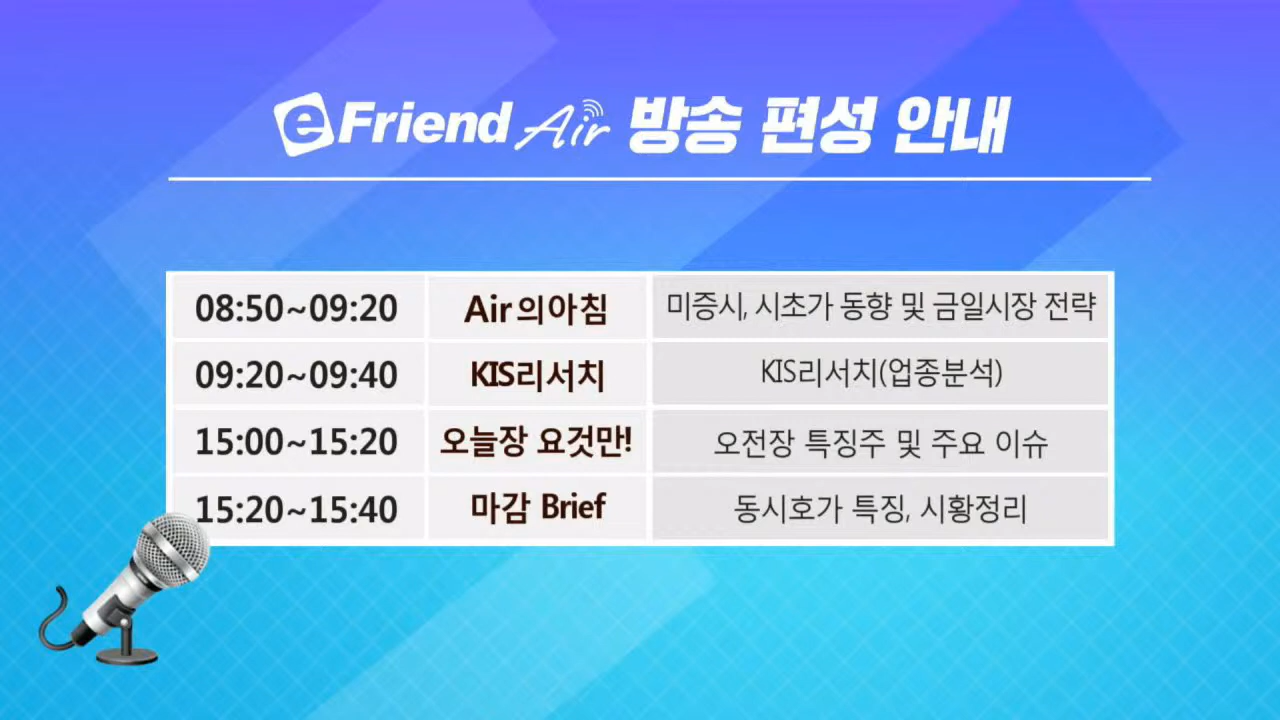 eFriend Air 방송 편성 안내
08:50~09:20 Air의아침 미증시, 시초가 동향 및 금일시장 전략
09:20~09:40 KIS리서치 KIS리서치(업종분석)
15:00~15:20 오늘장 요것만! 오전장 특징주 및 주요 이슈
15:20~15:40 마감 Brief 동시호가 특징, 시황정리